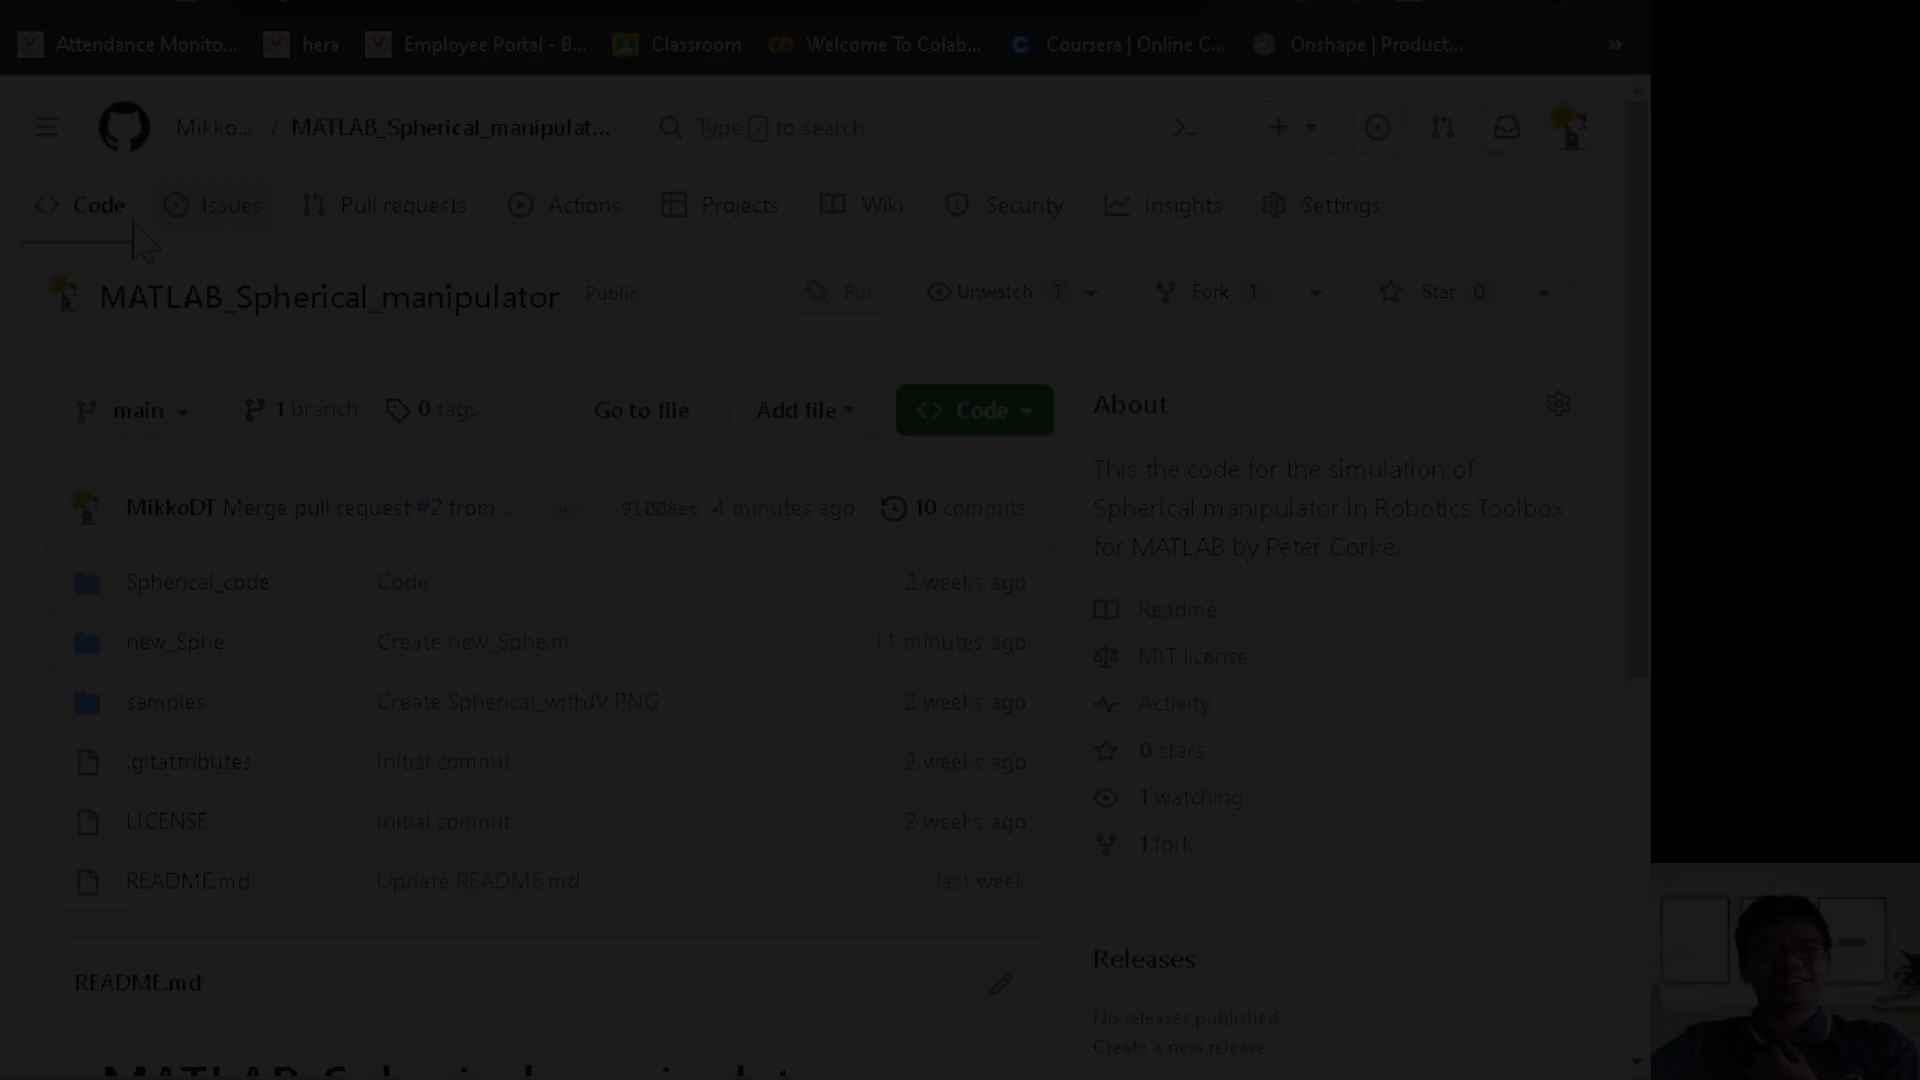 Attendance Monito... hera Employee Portal - B... Classroom Welcome To Colab... Coursera | Online C... Onshape | Product... »
Mikko... / MATLAB_Spherical_manipulat... Type / to search
Code Issues Pull requests Actions Projects Wiki Security Insights Settings
MATLAB_Spherical_manipulator Public Pin Unwatch 1 Fork 1 Star 0
main 1 branch 0 tags Go to file Add file Code
MikkoDT Merge pull request #2 from ... ... 91008ec 4 minutes ago 10 commits
Spherical_code Code 2 weeks ago
new_Sphe Create new_Sphe.m 11 minutes ago
samples Create Spherical_withJV.PNG 2 weeks ago
.gitattributes Initial commit 2 weeks ago
LICENSE Initial commit 2 weeks ago
README.md Update README.md last week
README.md
About
This the code for the simulation of
Spherical manipulator in Robotics Toolbox
for MATLAB by Peter Corke.
Readme
MIT license
Activity
0 stars
1 watching
1 fork
Releases
No releases published
Create a new release